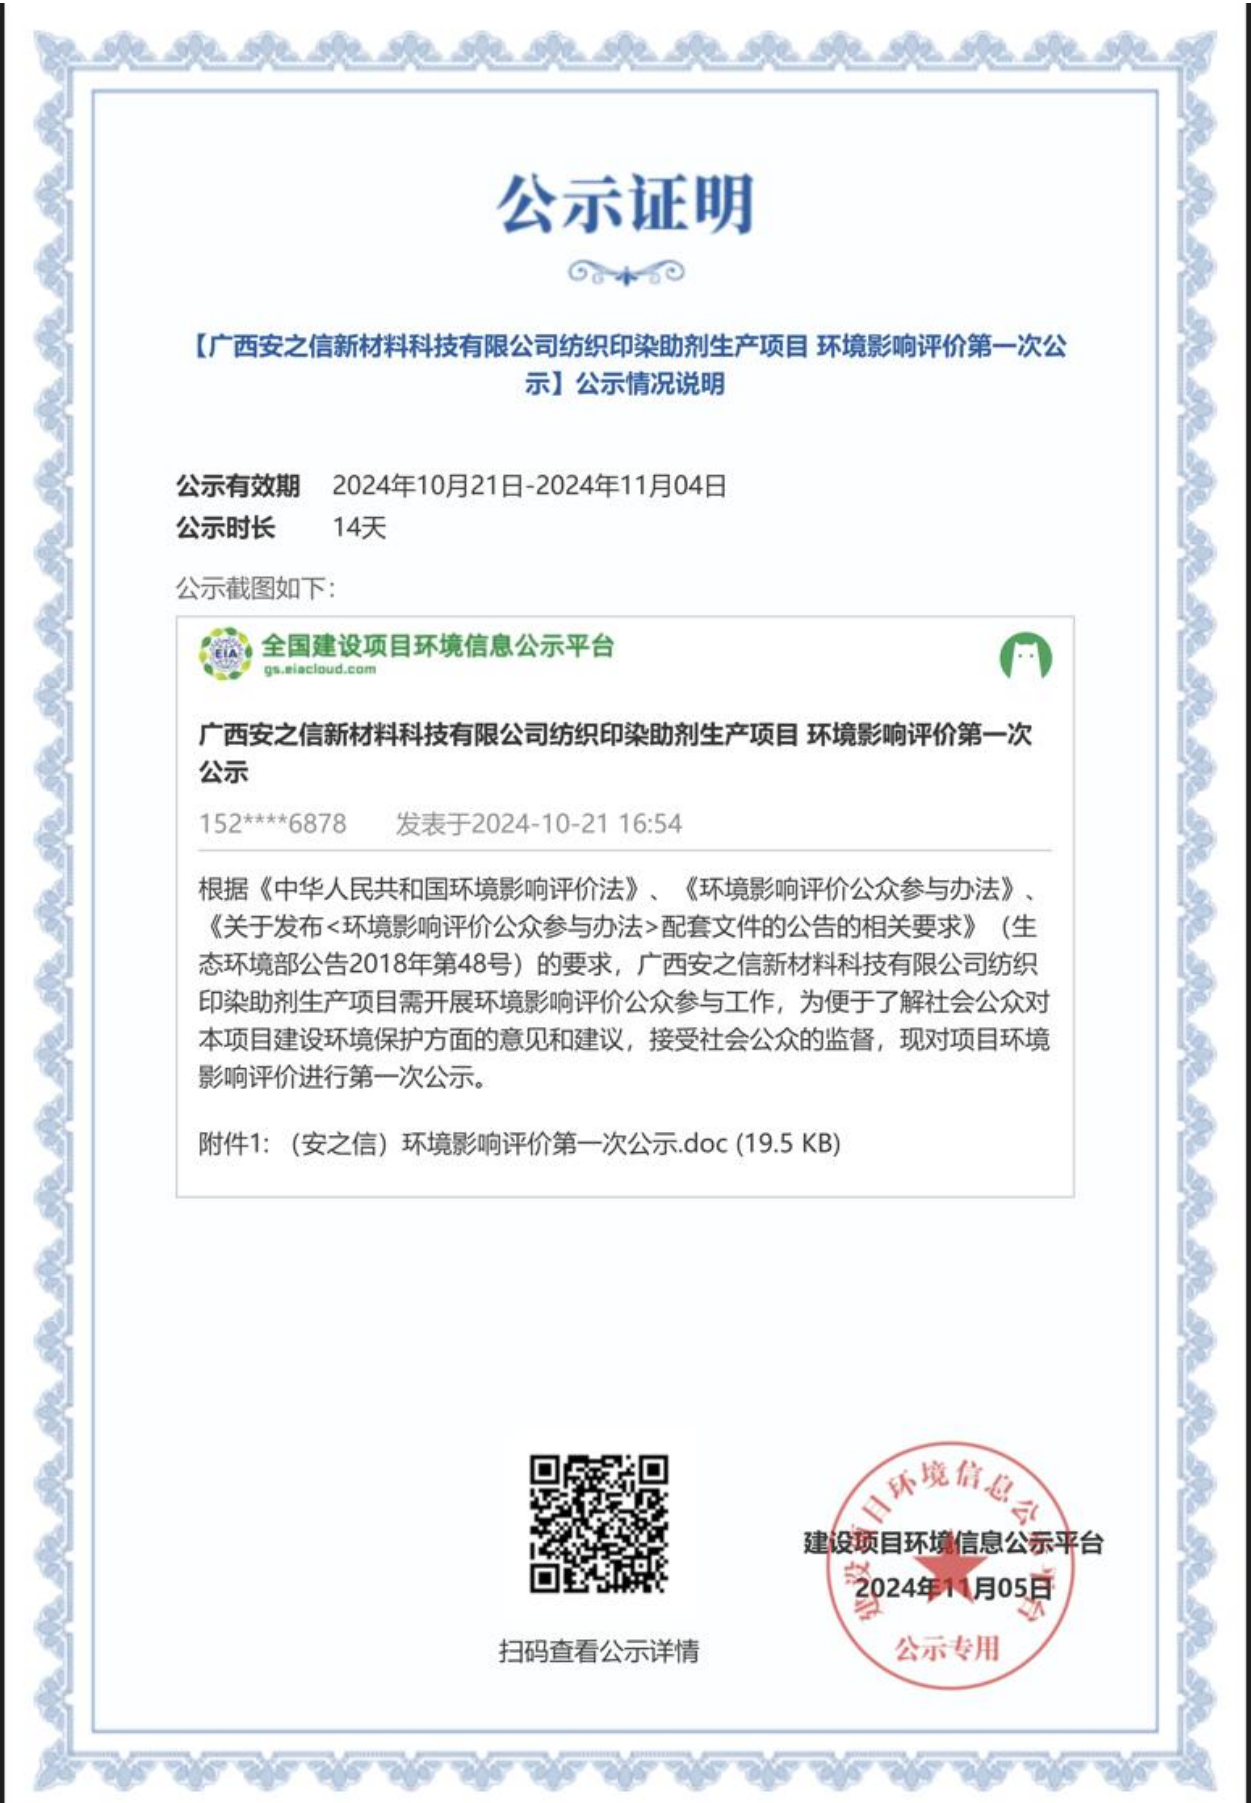 公示证明
【广西安之信新材料科技有限公司纺织印染助剂生产项目 环境影响评价第一次公
示】公示情况说明
公示有效期 2024年10月21日-2024年11月04日
公示时长 14天
公示截图如下：
EIA 全国建设项目环境信息公示平台
gs.eiacloud.com
广西安之信新材料科技有限公司纺织印染助剂生产项目 环境影响评价第一次
公示
152****6878 发表于2024-10-21 16:54
根据《中华人民共和国环境影响评价法》、《环境影响评价公众参与办法》、
《关于发布<环境影响评价公众参与办法>配套文件的公告的相关要求》（生
态环境部公告2018年第48号）的要求，广西安之信新材料科技有限公司纺织
印染助剂生产项目需开展环境影响评价公众参与工作，为便于了解社会公众对
本项目建设环境保护方面的意见和建议，接受社会公众的监督，现对项目环境
影响评价进行第一次公示。
附件1：（安之信）环境影响评价第一次公示.doc (19.5 KB)
建设项目环境信息公示平台
建设项目环境信息公示平台
2024年11月05日
公示专用
扫码查看公示详情